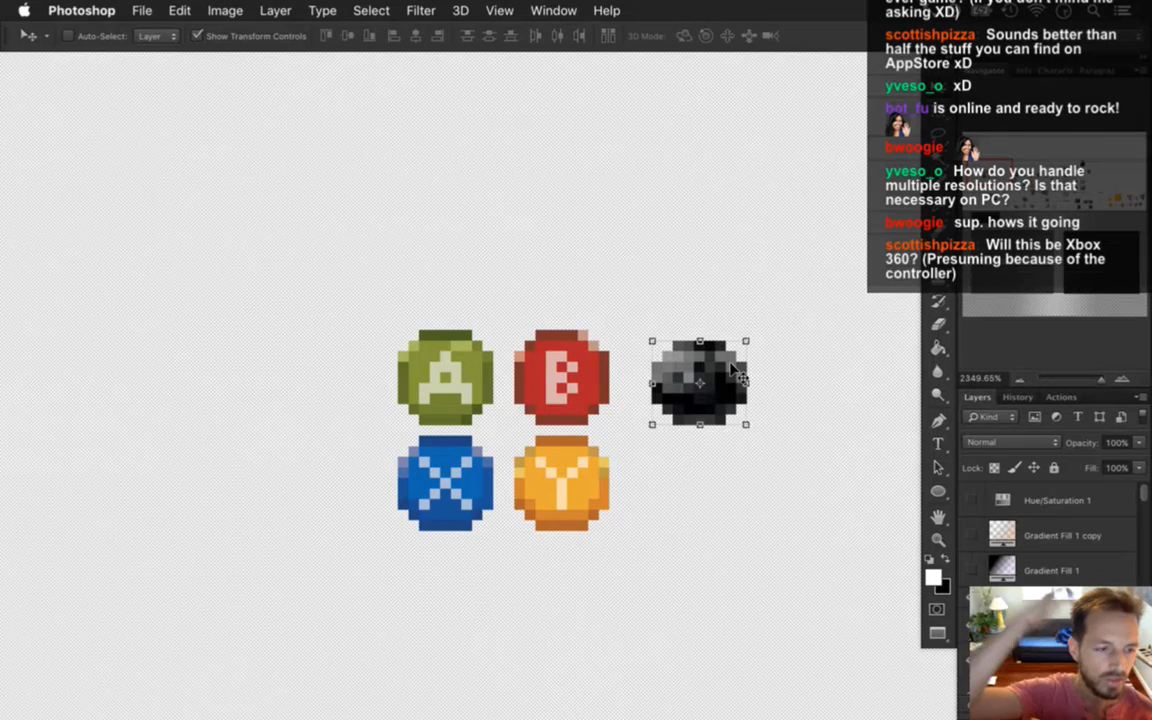 Photoshop File Edit Image Layer Type Select Filter 3D View Window Help
Auto-Select: Layer Show Transform Controls 3D Mode:
asking XD)
scottishpizza Sounds better than
half the stuff you can find on
AppStore xD
yveso_o xD
bot_fu is online and ready to rock!
bwoogie
yveso_o How do you handle
multiple resolutions? Is that
necessary on PC?
bwoogie sup. hows it going
scottishpizza Will this be Xbox
360? (Presuming because of the
controller)
A B
X Y
2349.65%
Layers History Actions
Kind
Normal Opacity: 100%
Lock: Fill: 100%
Hue/Saturation 1
Gradient Fill 1 copy
Gradient Fill 1